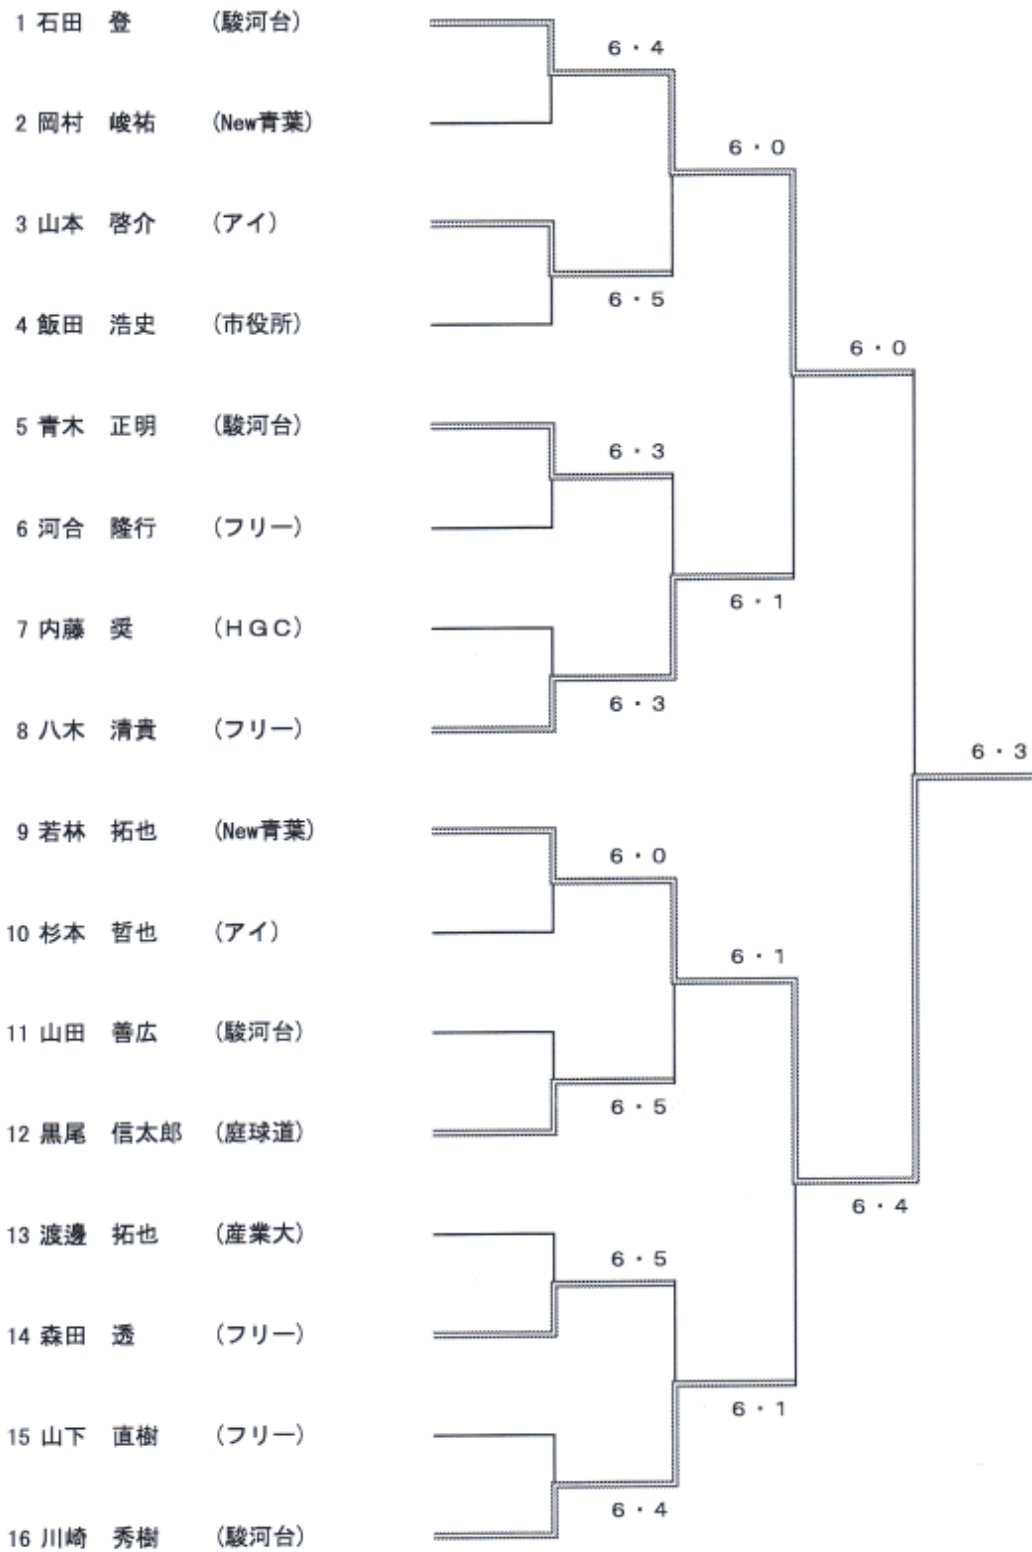 6・4
1 石田 登 (駿河台)
2 岡村 峻祐 (New青葉)
6・0
3 山本 啓介 (アイ)
6・5
4 飯田 浩史 (市役所)
6・0
5 青木 正明 (駿河台)
6・3
6 河合 隆行 (フリー)
6・1
7 内藤 奨 (HGC)
6・3
8 八木 清貴 (フリー)
6・3
9 若林 拓也 (New青葉)
6・0
10 杉本 哲也 (アイ)
6・1
11 山田 善広 (駿河台)
6・5
12 黒尾 信太郎 (庭球道)
6・4
13 渡邊 拓也 (産業大)
6・5
14 森田 透 (フリー)
6・1
15 山下 直樹 (フリー)
6・4
16 川崎 秀樹 (駿河台)